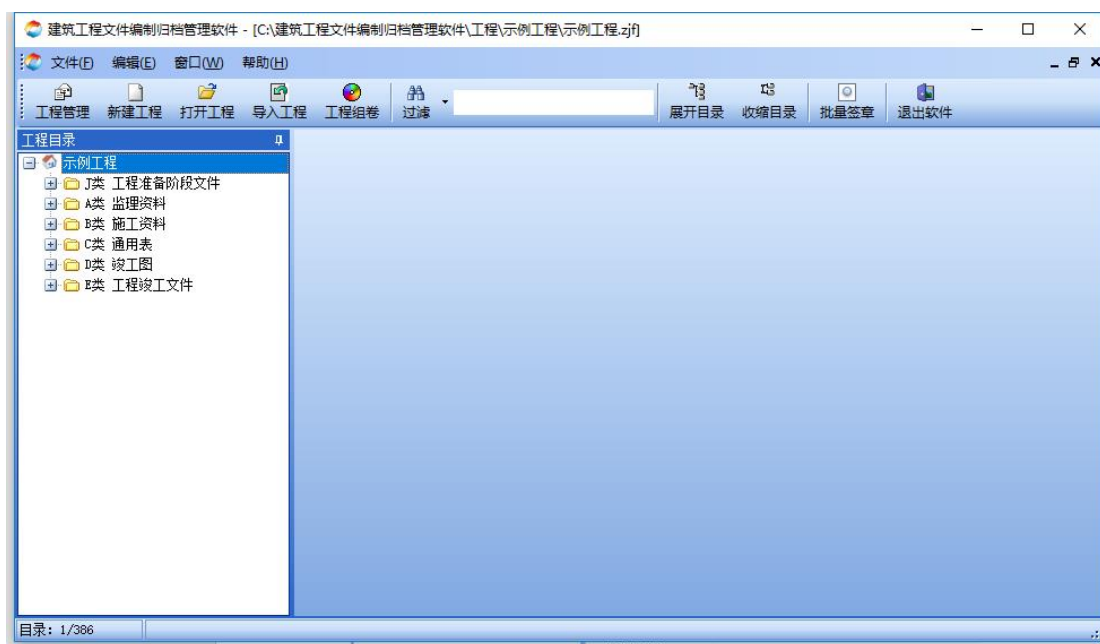 建筑工程文件编制归档管理软件 - [C:\建筑工程文件编制归档管理软件\工程\示例工程\示例工程.zjf]
文件(F) 编辑(E) 窗口(W) 帮助(H)
工程管理 新建工程 打开工程 导入工程 工程组卷 过滤 展开目录 收缩目录 批量签章 退出软件
工程目录
示例工程
J类 工程准备阶段文件
A类 监理资料
B类 施工资料
C类 通用表
D类 竣工图
E类 工程竣工文件
目录: 1/386